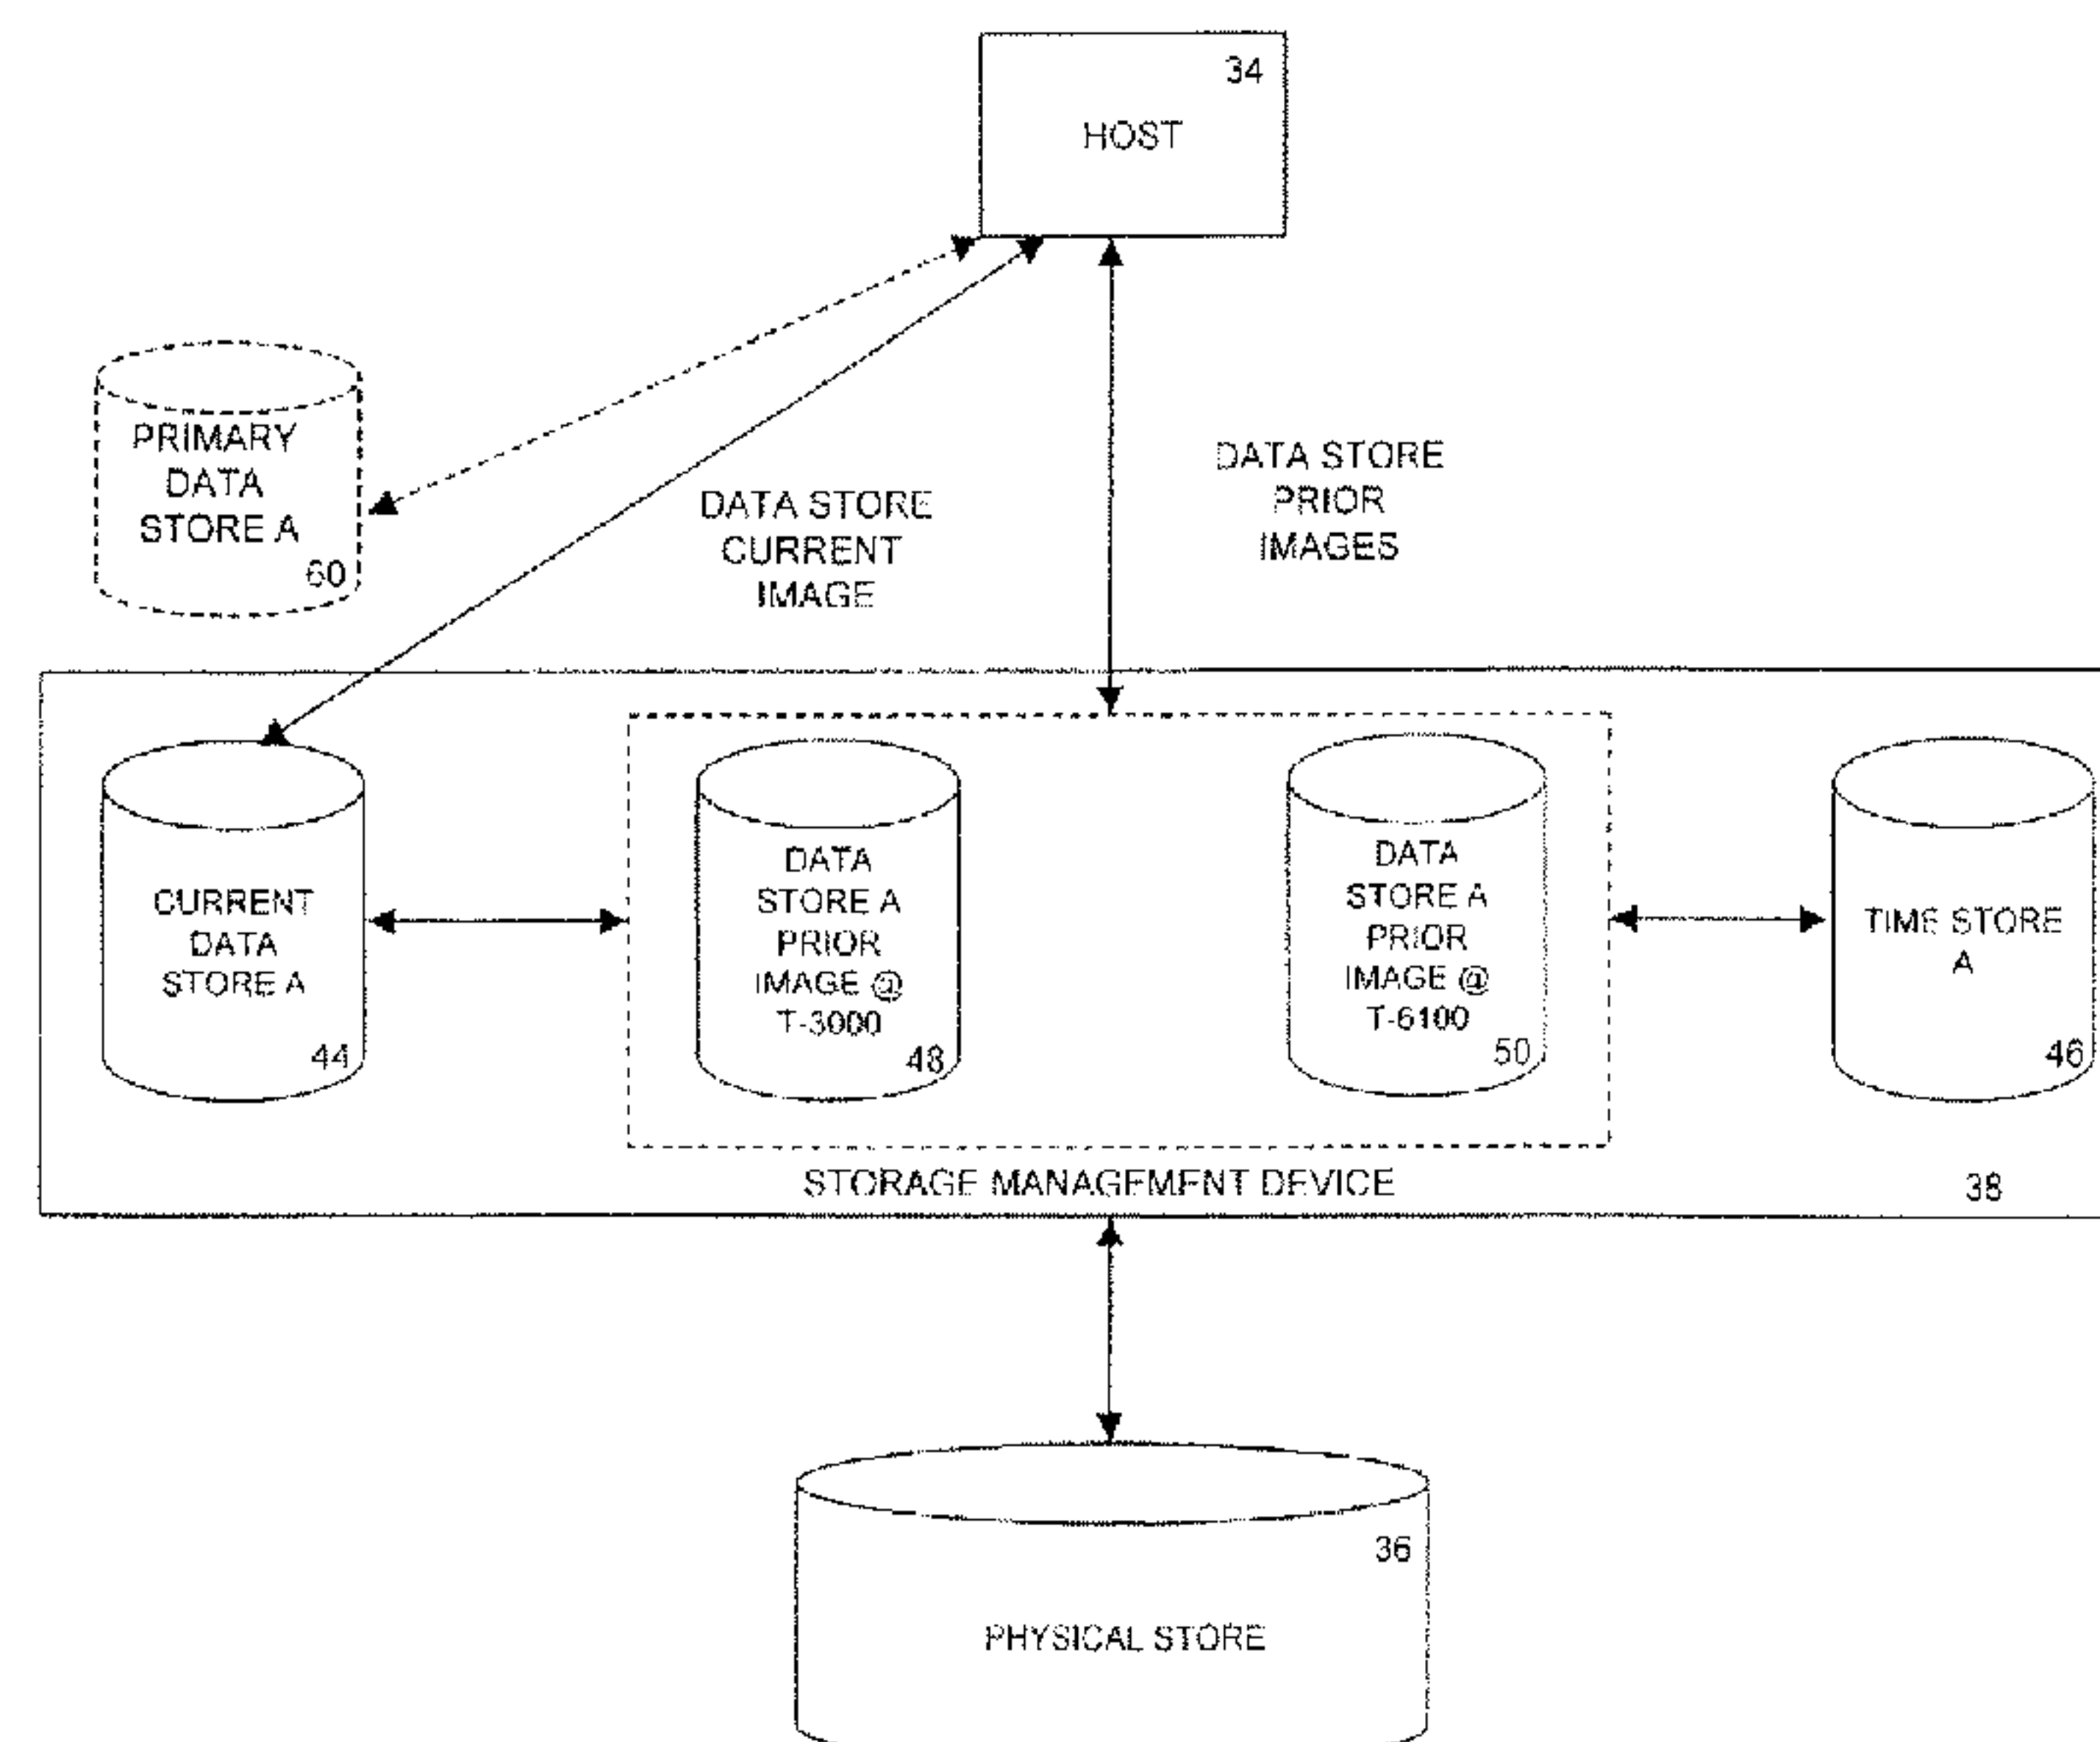 34
HOST
PRIMARY
DATA
STORE A
60
DATA STORE
CURRENT
IMAGE
DATA STORE
PRIOR
IMAGES
CURRENT
DATA
STORE A
44
DATA
STORE A
PRIOR
IMAGE @
T-3000
48
DATA
STORE A
PRIOR
IMAGE @
T-6100
50
TIME STORE
A
46
STORAGE MANAGEMENT DEVICE
38
36
PHYSICAL STORE